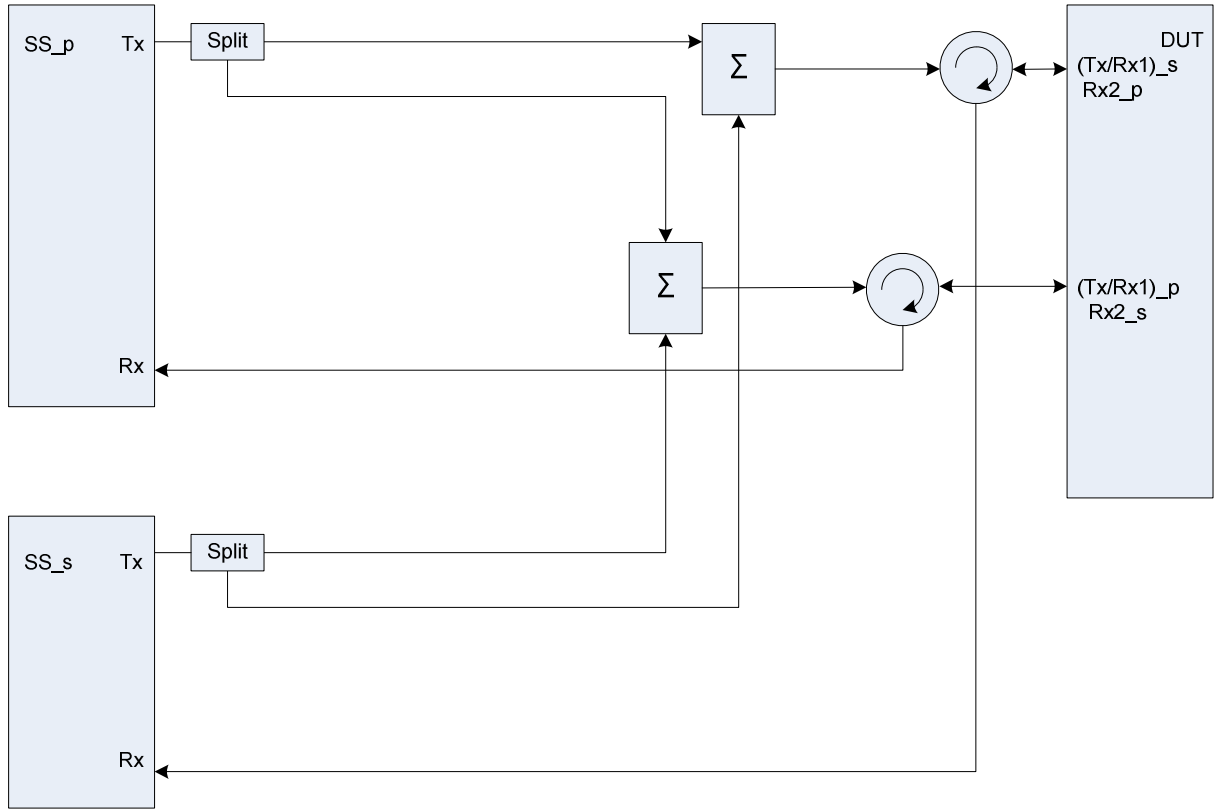 SS_p
Tx
Split
Σ
DUT
(Tx/Rx1)_s
Rx2_p
Σ
(Tx/Rx1)_p
Rx2_s
Rx
SS_s
Tx
Split
Rx